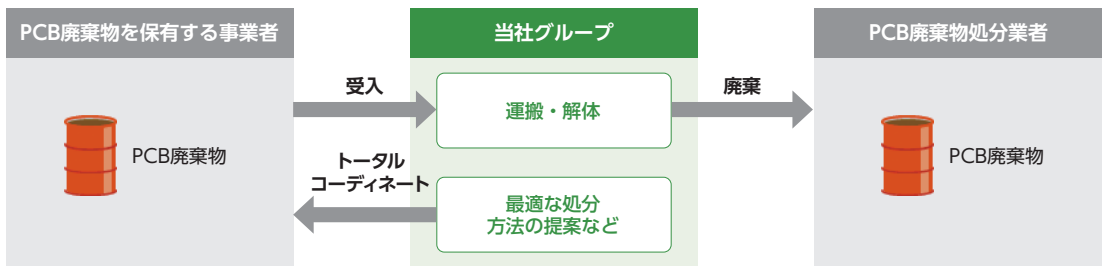 PCB廃棄物を保有する事業者
当社グループ
PCB廃棄物処分業者
受入
運搬・解体
廃棄
PCB廃棄物
PCB廃棄物
トータル
コーディネート
最適な処分
方法の提案など